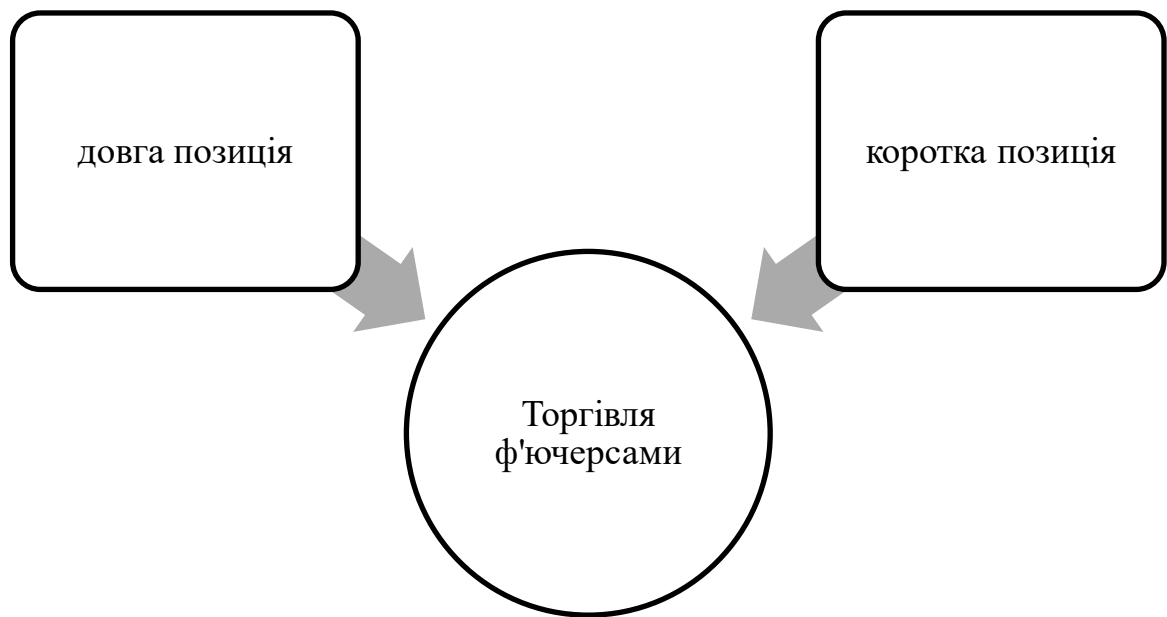 довга позиція
коротка позиція
Торгівля
ф'ючерсами